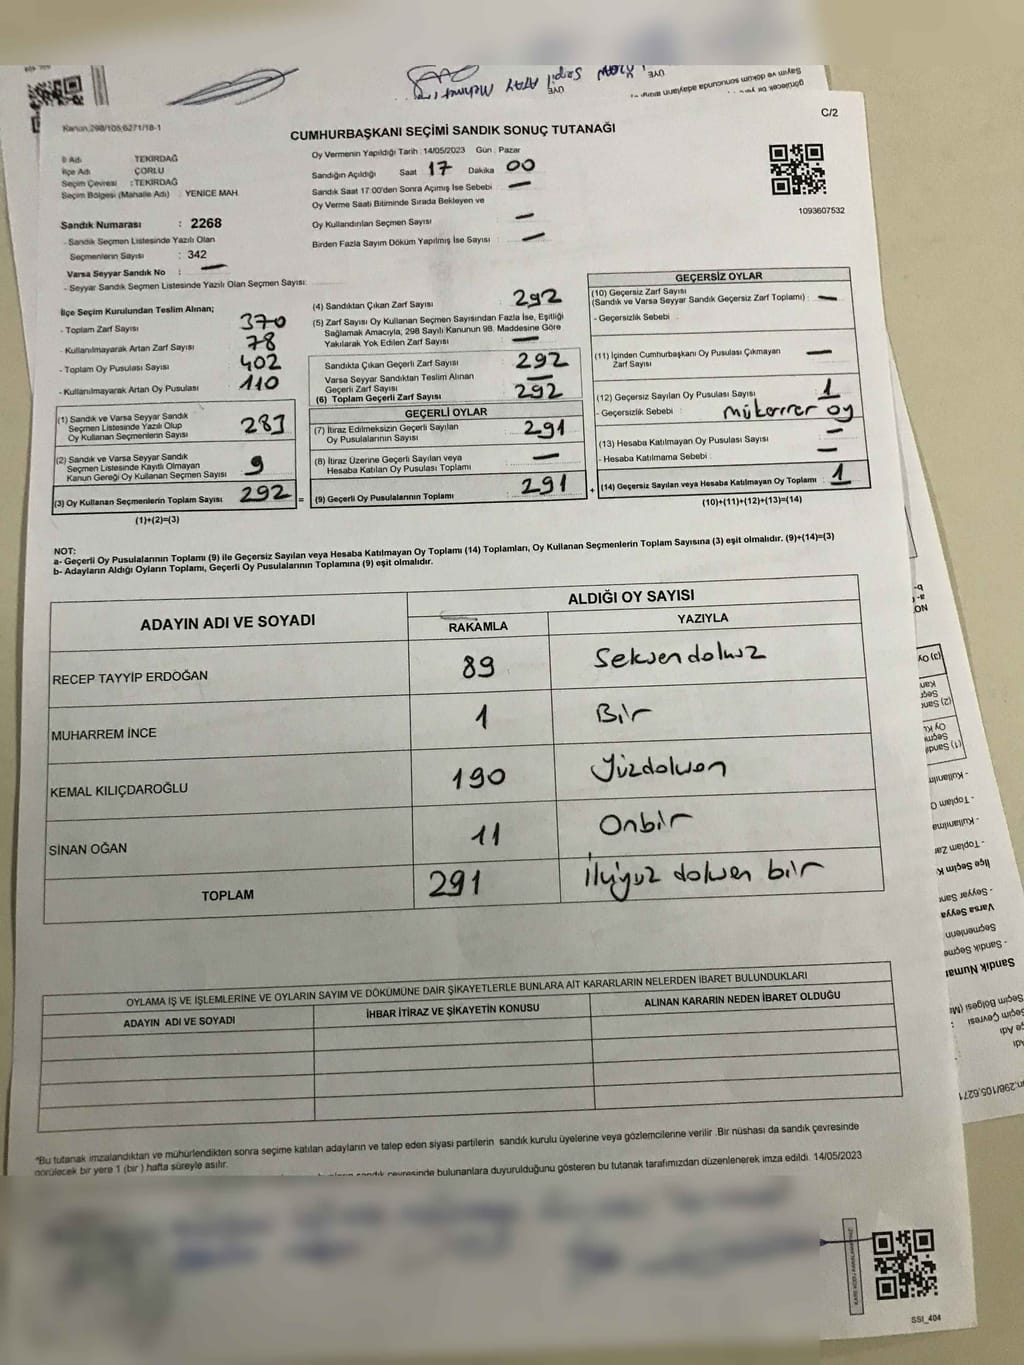 Kanun.298/105;6271/18-1
C/2
CUMHURBAŞKANI SEÇİMİ SANDIK SONUÇ TUTANAĞI
İl Adı TEKİRDAĞ
İlçe Adı ÇORLU
Seçim Çevresi : TEKİRDAĞ
Seçim Bölgesi (Mahalle Adı) : YENİCE MAH.
Sandık Numarası : 2268
- Sandık Seçmen Listesinde Yazılı Olan
Seçmenlerin Sayısı : 342
Varsa Seyyar Sandık No : —
- Seyyar Sandık Seçmen Listesinde Yazılı Olan Seçmen Sayısı:
Oy Vermenin Yapıldığı Tarih : 14/05/2023 Gün : Pazar
Sandığın Açıldığı Saat 17 Dakika 00
Sandık Saat 17:00'den Sonra Açımış İse Sebebi —
Oy Verme Saati Bitiminde Sırada Bekleyen ve
Oy Kullandırılan Seçmen Sayısı —
Birden Fazla Sayım Döküm Yapılmış İse Sayısı —
1093607532
İlçe Seçim Kurulundan Teslim Alınan;
- Toplam Zarf Sayısı 370
- Kullanılmayarak Artan Zarf Sayısı 78
- Toplam Oy Pusulası Sayısı 402
- Kullanılmayarak Artan Oy Pusulası 110
(1) Sandık ve Varsa Seyyar Sandık
Seçmen Listesinde Yazılı Olup
Oy Kullanan Seçmenlerin Sayısı 283
(2) Sandık ve Varsa Seyyar Sandık
Seçmen Listesinde Kayıtlı Olmayan
Kanun Gereği Oy Kullanan Seçmen Sayısı 9
(3) Oy Kullanan Seçmenlerin Toplam Sayısı 292 =
(1)+(2)=(3)
(4) Sandıktan Çıkan Zarf Sayısı 292
(5) Zarf Sayısı Oy Kullanan Seçmen Sayısından Fazla İse, Eşitliği
Sağlamak Amacıyla, 298 Sayılı Kanunun 98. Maddesine Göre
Yakılarak Yok Edilen Zarf Sayısı —
Sandıkta Çıkan Geçerli Zarf Sayısı 292
Varsa Seyyar Sandıktan Teslim Alınan
Geçerli Zarf Sayısı —
(6) Toplam Geçerli Zarf Sayısı 292
GEÇERLİ OYLAR
(7) İtiraz Edilmeksizin Geçerli Sayılan
Oy Pusulalarının Sayısı 291
(8) İtiraz Üzerine Geçerli Sayılan veya
Hesaba Katılan Oy Pusulası Toplamı —
(9) Geçerli Oy Pusulalarının Toplamı 291 +
GEÇERSİZ OYLAR
(10) Geçersiz Zarf Sayısı
(Sandık ve Varsa Seyyar Sandık Geçersiz Zarf Toplamı) : —
- Geçersizlik Sebebi :
(11) İçinden Cumhurbaşkanı Oy Pusulası Çıkmayan
Zarf Sayısı —
(12) Geçersiz Sayılan Oy Pusulası Sayısı 1
- Geçersizlik Sebebi : mükerrer oy
(13) Hesaba Katılmayan Oy Pusulası Sayısı —
- Hesaba Katılmama Sebebi : —
(14) Geçersiz Sayılan veya Hesaba Katılmayan Oy Toplamı : 1
(10)+(11)+(12)+(13)=(14)
NOT:
a- Geçerli Oy Pusulalarının Toplamı (9) ile Geçersiz Sayılan veya Hesaba Katılmayan Oy Toplamı (14) Toplamları, Oy Kullanan Seçmenlerin Toplam Sayısına (3) eşit olmalıdır. (9)+(14)=(3)
b- Adayların Aldığı Oyların Toplamı, Geçerli Oy Pusulalarının Toplamına (9) eşit olmalıdır.
ADAYIN ADI VE SOYADI
ALDIĞI OY SAYISI
RAKAMLA YAZIYLA
RECEP TAYYİP ERDOĞAN 89 Seksendokuz
MUHARREM İNCE 1 Bir
KEMAL KILIÇDAROĞLU 190 Yüzdoksan
SİNAN OĞAN 11 Onbir
TOPLAM 291 İkiyüz doksan bir
OYLAMA İŞ VE İŞLEMLERİNE VE OYLARIN SAYIM VE DÖKÜMÜNE DAİR ŞİKAYETLERLE BUNLARA AİT KARARLARIN NELERDEN İBARET BULUNDUKLARI
ADAYIN ADI VE SOYADI İHBAR İTİRAZ VE ŞİKAYETİN KONUSU ALINAN KARARIN NEDEN İBARET OLDUĞU
*Bu tutanak imzalandıktan ve mühürlendikten sonra seçime katılan adayların ve talep eden siyasi partilerin sandık kurulu üyelerine veya gözlemcilerine verilir .Bir nüshası da sandık çevresinde
görülecek bir yere 1 (bir ) hafta süreyle asılır.
sandık çevresinde bulunanlara duyurulduğunu gösteren bu tutanak tarafımızdan düzenlenerek imza edildi. 14/05/2023
SSI_404